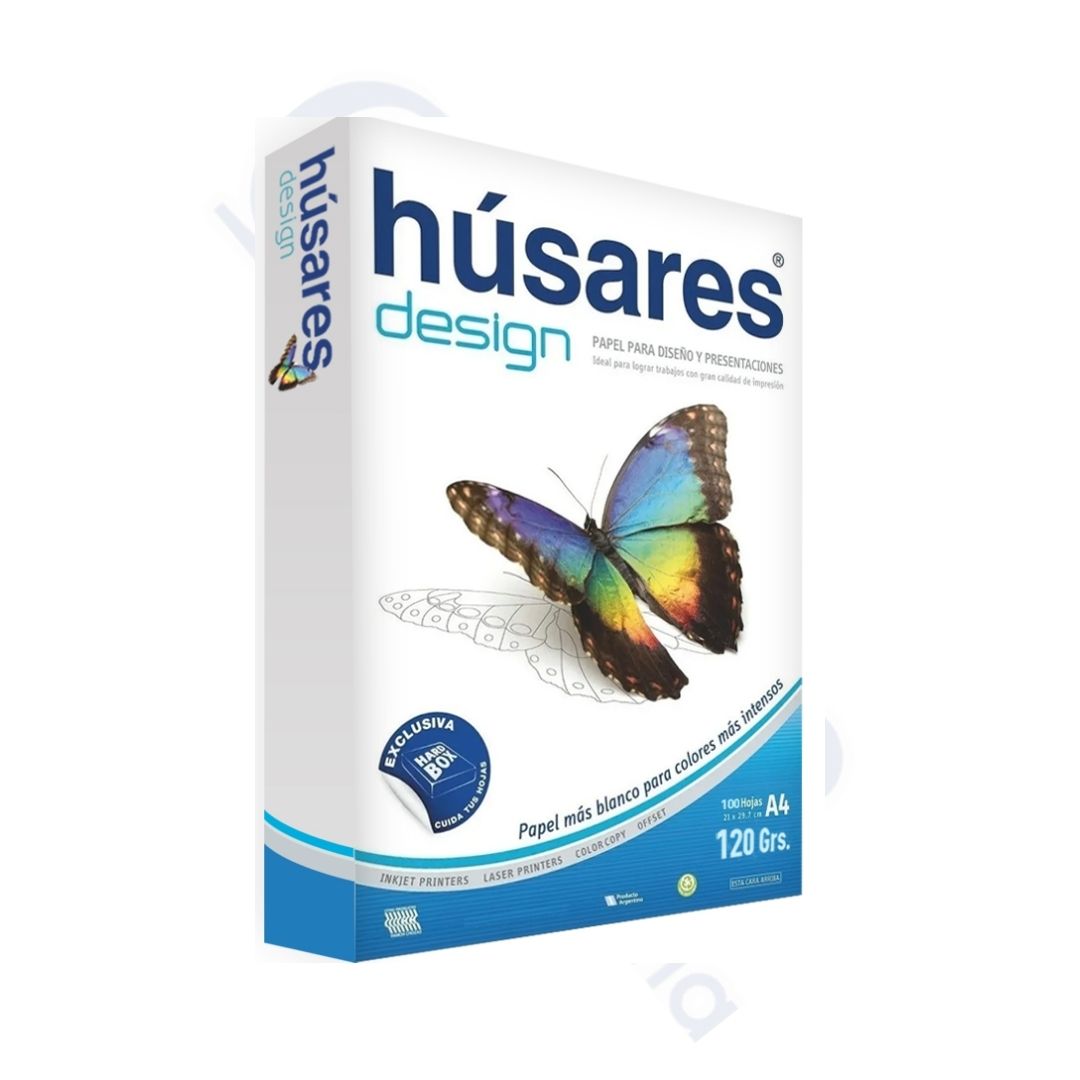 húsares
design
húsares®
design
PAPEL PARA DISEÑO Y PRESENTACIONES
Ideal para lograr trabajos con gran calidad de impresión
EXCLUSIVA
HARD
BOX
CUIDA TUS HOJAS
Papel más blanco para colores más intensos
INKJET PRINTERS LASER PRINTERS COLOR COPY OFFSET
100 Hojas A4
21 x 29.7 cm
120 Grs.
Producto
Argentino
ESTA CARA ARRIBA